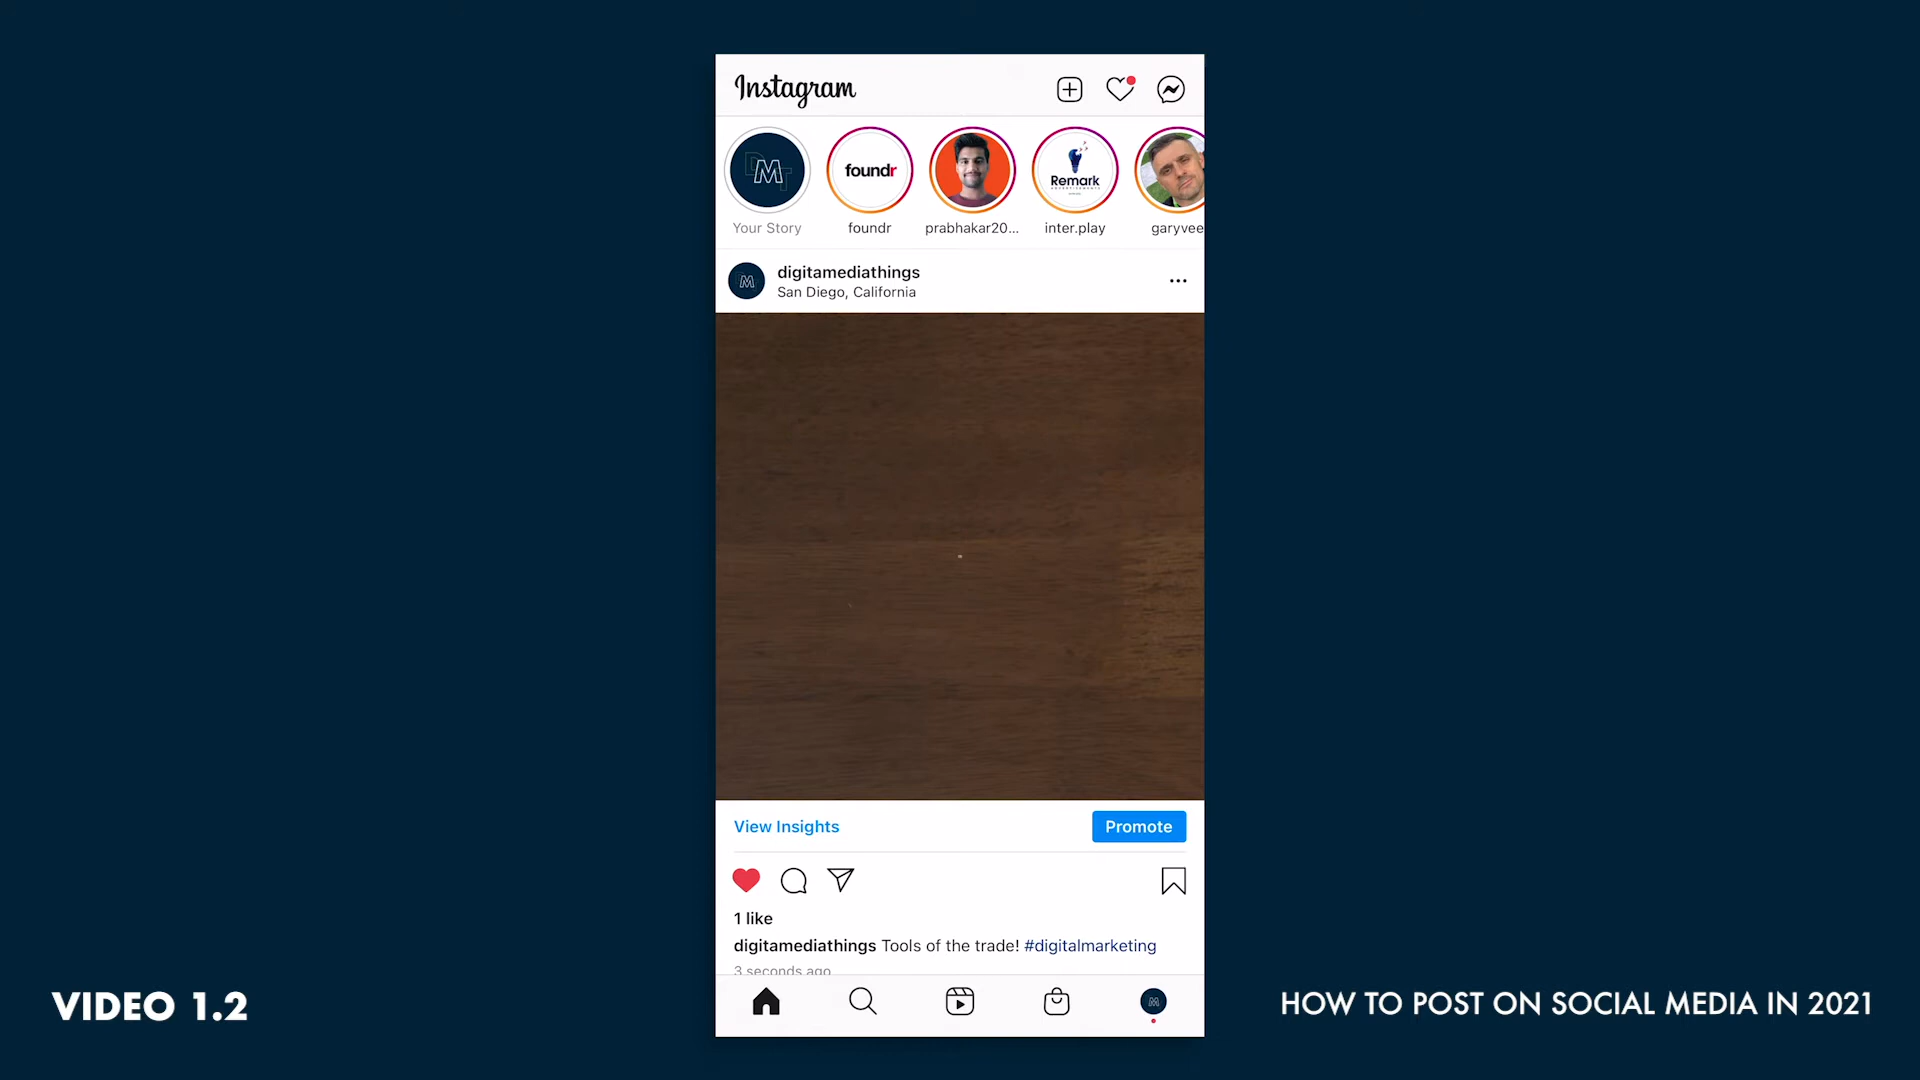 Instagram
DMT
foundr
Remark
Your Story
foundr
prabhakar20...
inter.play
garyvee
M
digitamediathings
San Diego, California
View Insights
Promote
1 like
digitamediathings Tools of the trade! #digitalmarketing
3 seconds ago
M
VIDEO 1.2
HOW TO POST ON SOCIAL MEDIA IN 2021